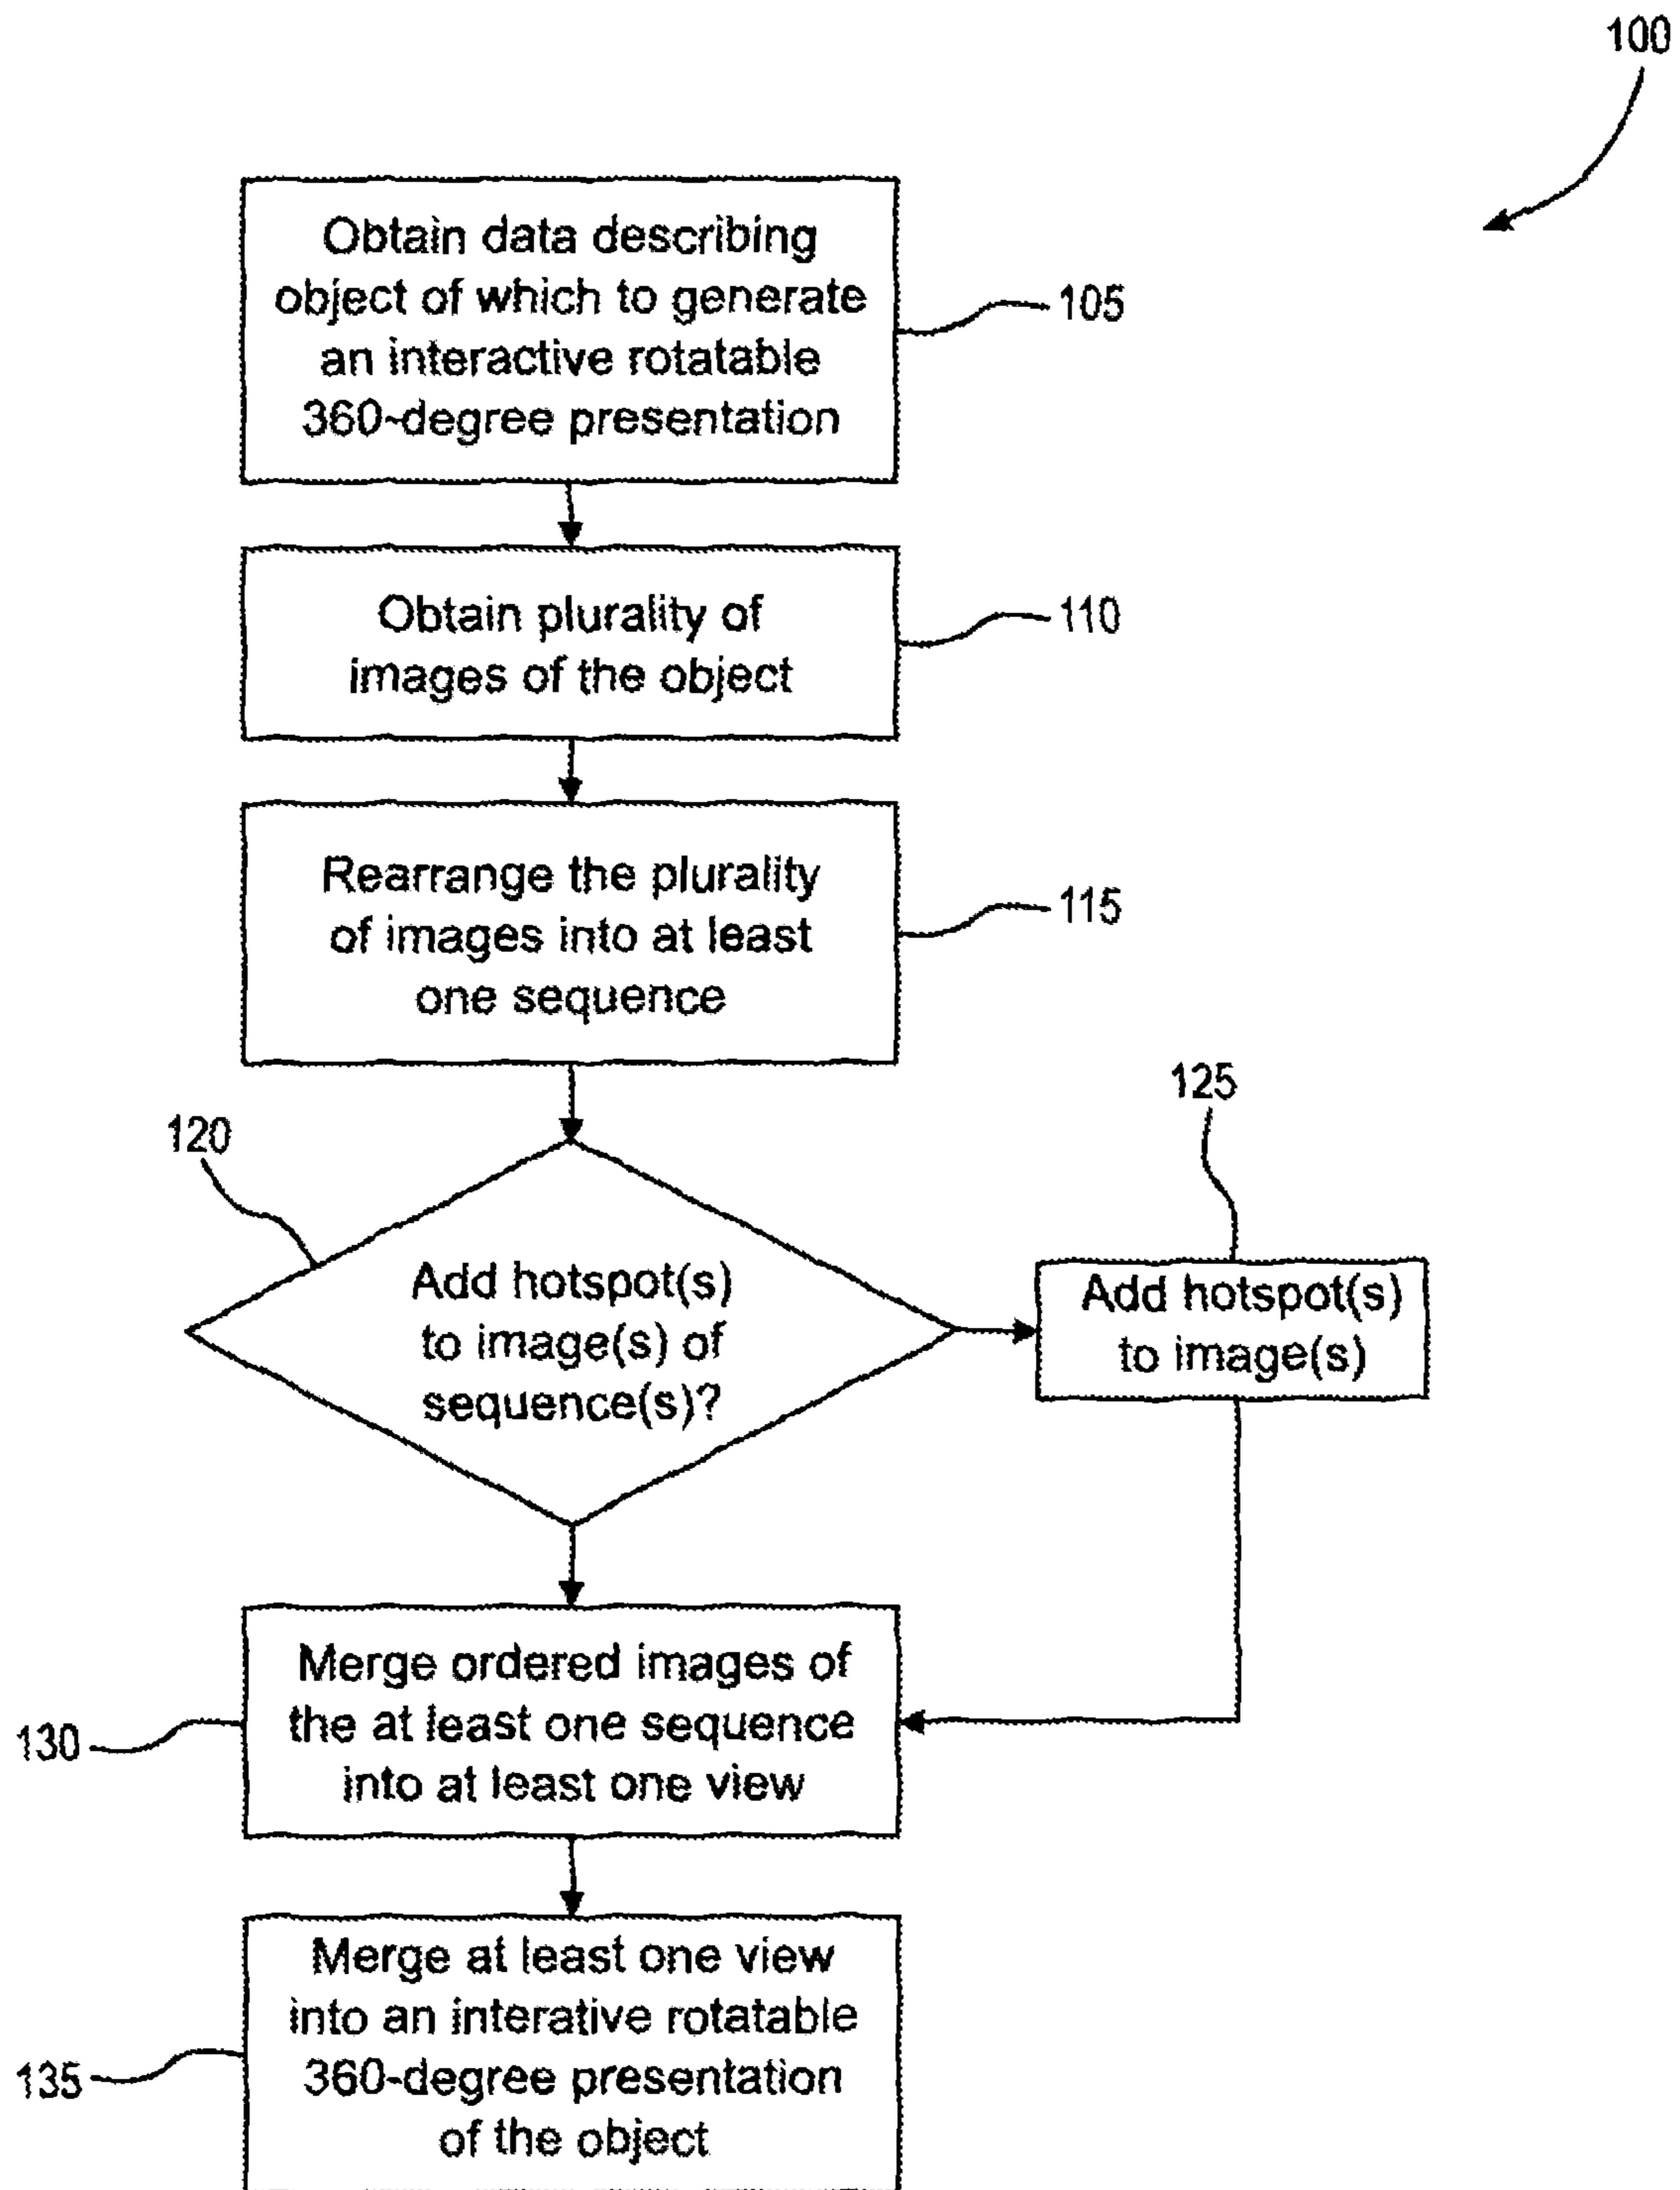 100
Obtain data describing
object of which to generate
an interactive rotatable
360-degree presentation
105
Obtain plurality of
images of the object
110
Rearrange the plurality
of images into at least
one sequence
115
120
Add hotspot(s)
to image(s) of
sequence(s)?
125
Add hotspot(s)
to image(s)
Merge ordered images of
the at least one sequence
into at least one view
130
Merge at least one view
into an interative rotatable
360-degree presentation
of the object
135